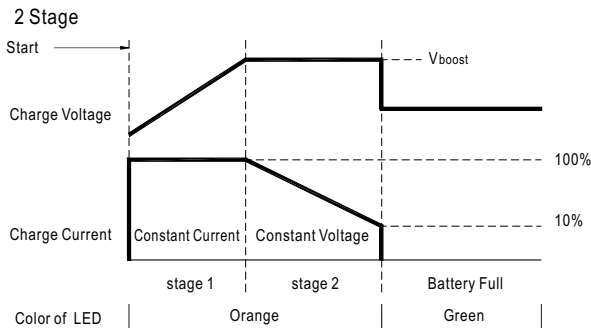 2 Stage
Start
Vboost
Charge Voltage
100%
10%
Charge Current
Constant Current
Constant Voltage
stage 1
stage 2
Battery Full
Color of LED
Orange
Green